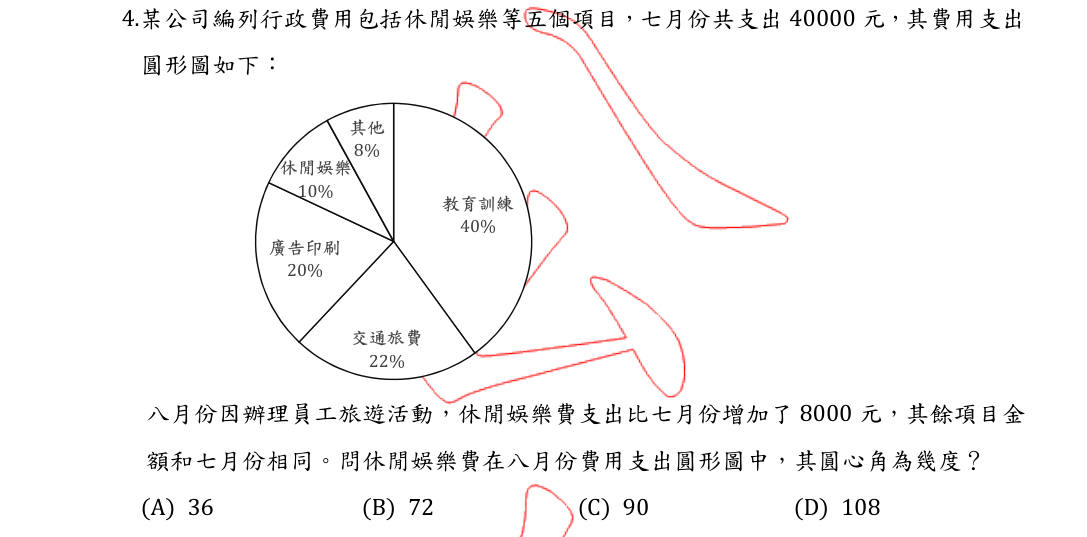 4.某公司編列行政費用包括休閒娛樂等五個項目，七月份共支出 40000 元，其費用支出
圓形圖如下：
其他
8%
休閒娛樂
10%
教育訓練
40%
廣告印刷
20%
交通旅費
22%
八月份因辦理員工旅遊活動，休閒娛樂費支出比七月份增加了 8000 元，其餘項目金
額和七月份相同。問休閒娛樂費在八月份費用支出圓形圖中，其圓心角為幾度？
(A) 36 (B) 72 (C) 90 (D) 108